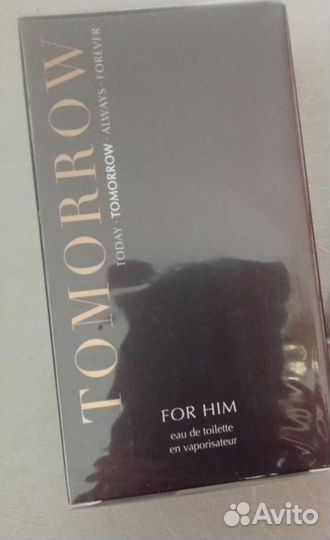 TOMORROW
TODAY · TOMORROW · ALWAYS · FOREVER
FOR HIM
eau de toilette
en vaporisateur
Avito